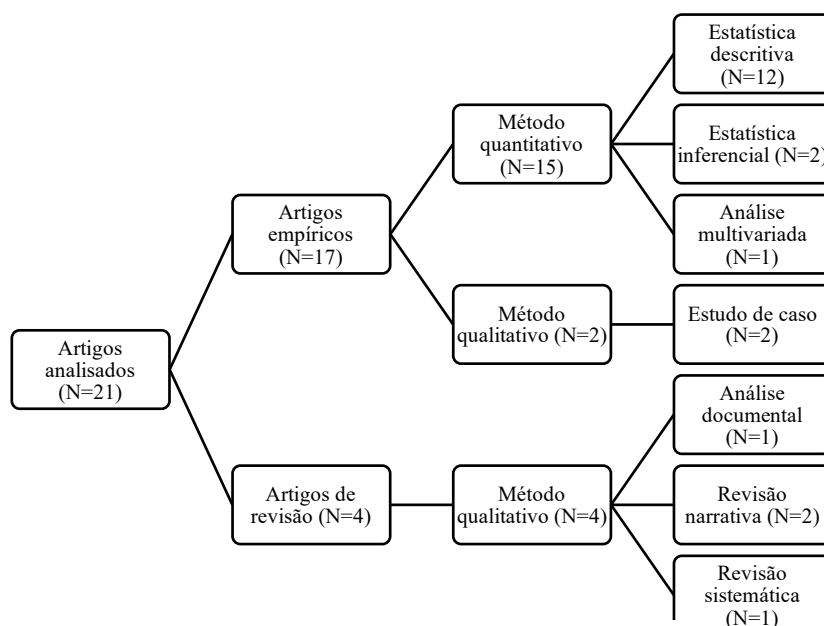 Artigos
analisados
(N=21)
Artigos
empíricos
(N=17)
Método
quantitativo
(N=15)
Estatística
descritiva
(N=12)
Estatística
inferencial (N=2)
Análise
multivariada
(N=1)
Método
qualitativo (N=2)
Estudo de caso
(N=2)
Artigos de
revisão (N=4)
Método
qualitativo (N=4)
Análise
documental
(N=1)
Revisão
narrativa (N=2)
Revisão
sistemática
(N=1)